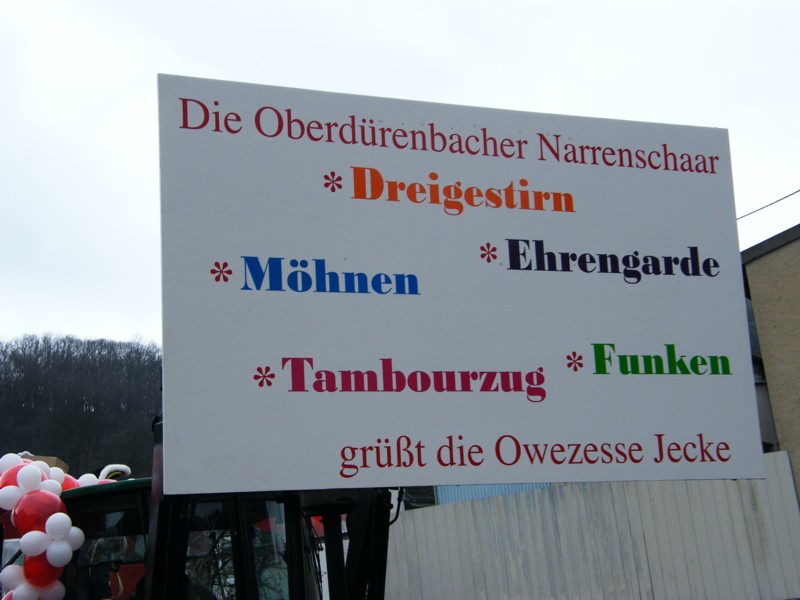 Die Oberdürenbacher Narrenschaar
* Dreigestirn
* Ehrengarde
* Möhnen
* Funken
* Tambourzug
grüßt die Owezesse Jecke